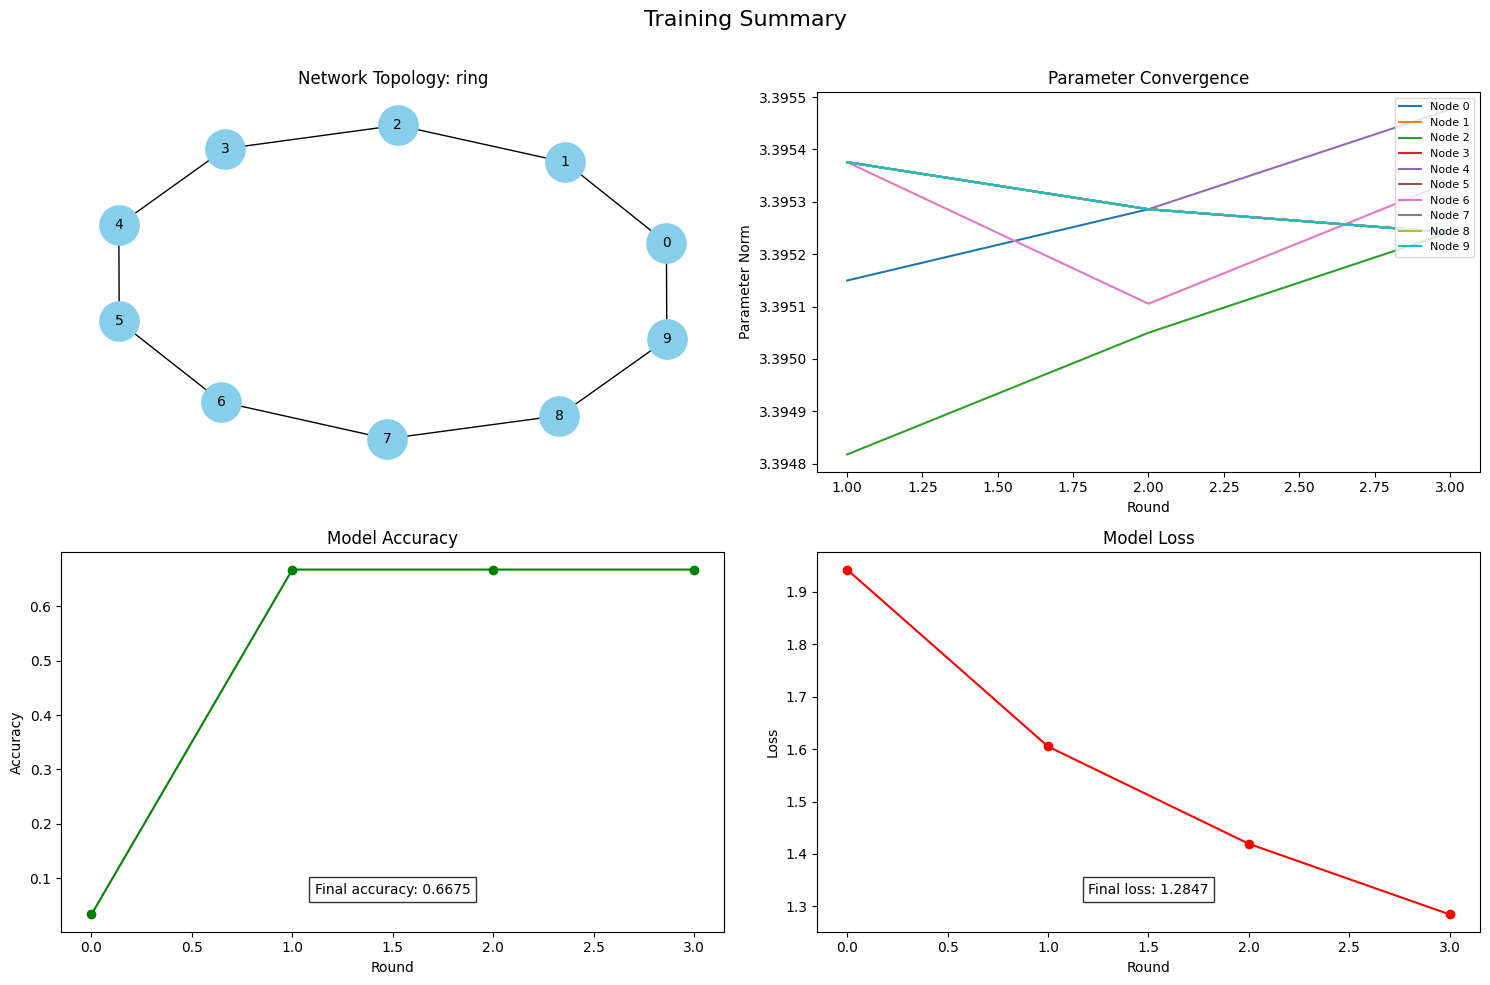 Training Summary
Network Topology: ring
2
3
1
4
0
5
9
6
8
7
Parameter Convergence
3.3955
3.3954
3.3953
3.3952
3.3951
3.3950
3.3949
3.3948
Parameter Norm
Node 0
Node 1
Node 2
Node 3
Node 4
Node 5
Node 6
Node 7
Node 8
Node 9
1.00 1.25 1.50 1.75 2.00 2.25 2.50 2.75 3.00
Round
Model Accuracy
0.6
0.5
0.4
0.3
0.2
0.1
Accuracy
Final accuracy: 0.6675
0.0 0.5 1.0 1.5 2.0 2.5 3.0
Round
Model Loss
1.9
1.8
1.7
1.6
1.5
1.4
1.3
Loss
Final loss: 1.2847
0.0 0.5 1.0 1.5 2.0 2.5 3.0
Round